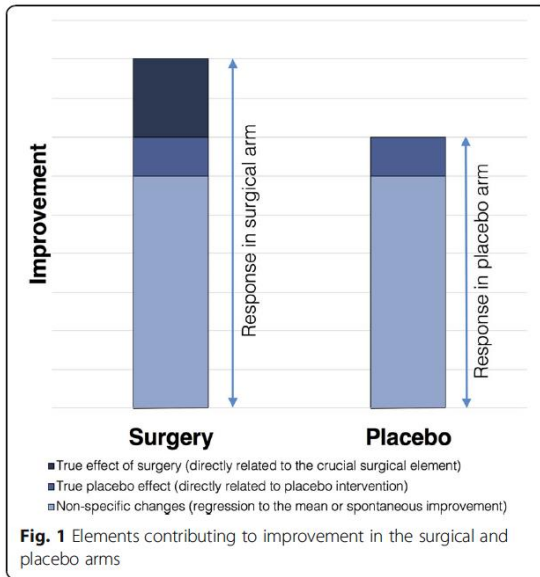 Improvement
Response in surgical arm
Response in placebo arm
Surgery
Placebo
True effect of surgery (directly related to the crucial surgical element)
True placebo effect (directly related to placebo intervention)
Non-specific changes (regression to the mean or spontaneous improvement)
Fig. 1 Elements contributing to improvement in the surgical and
placebo arms